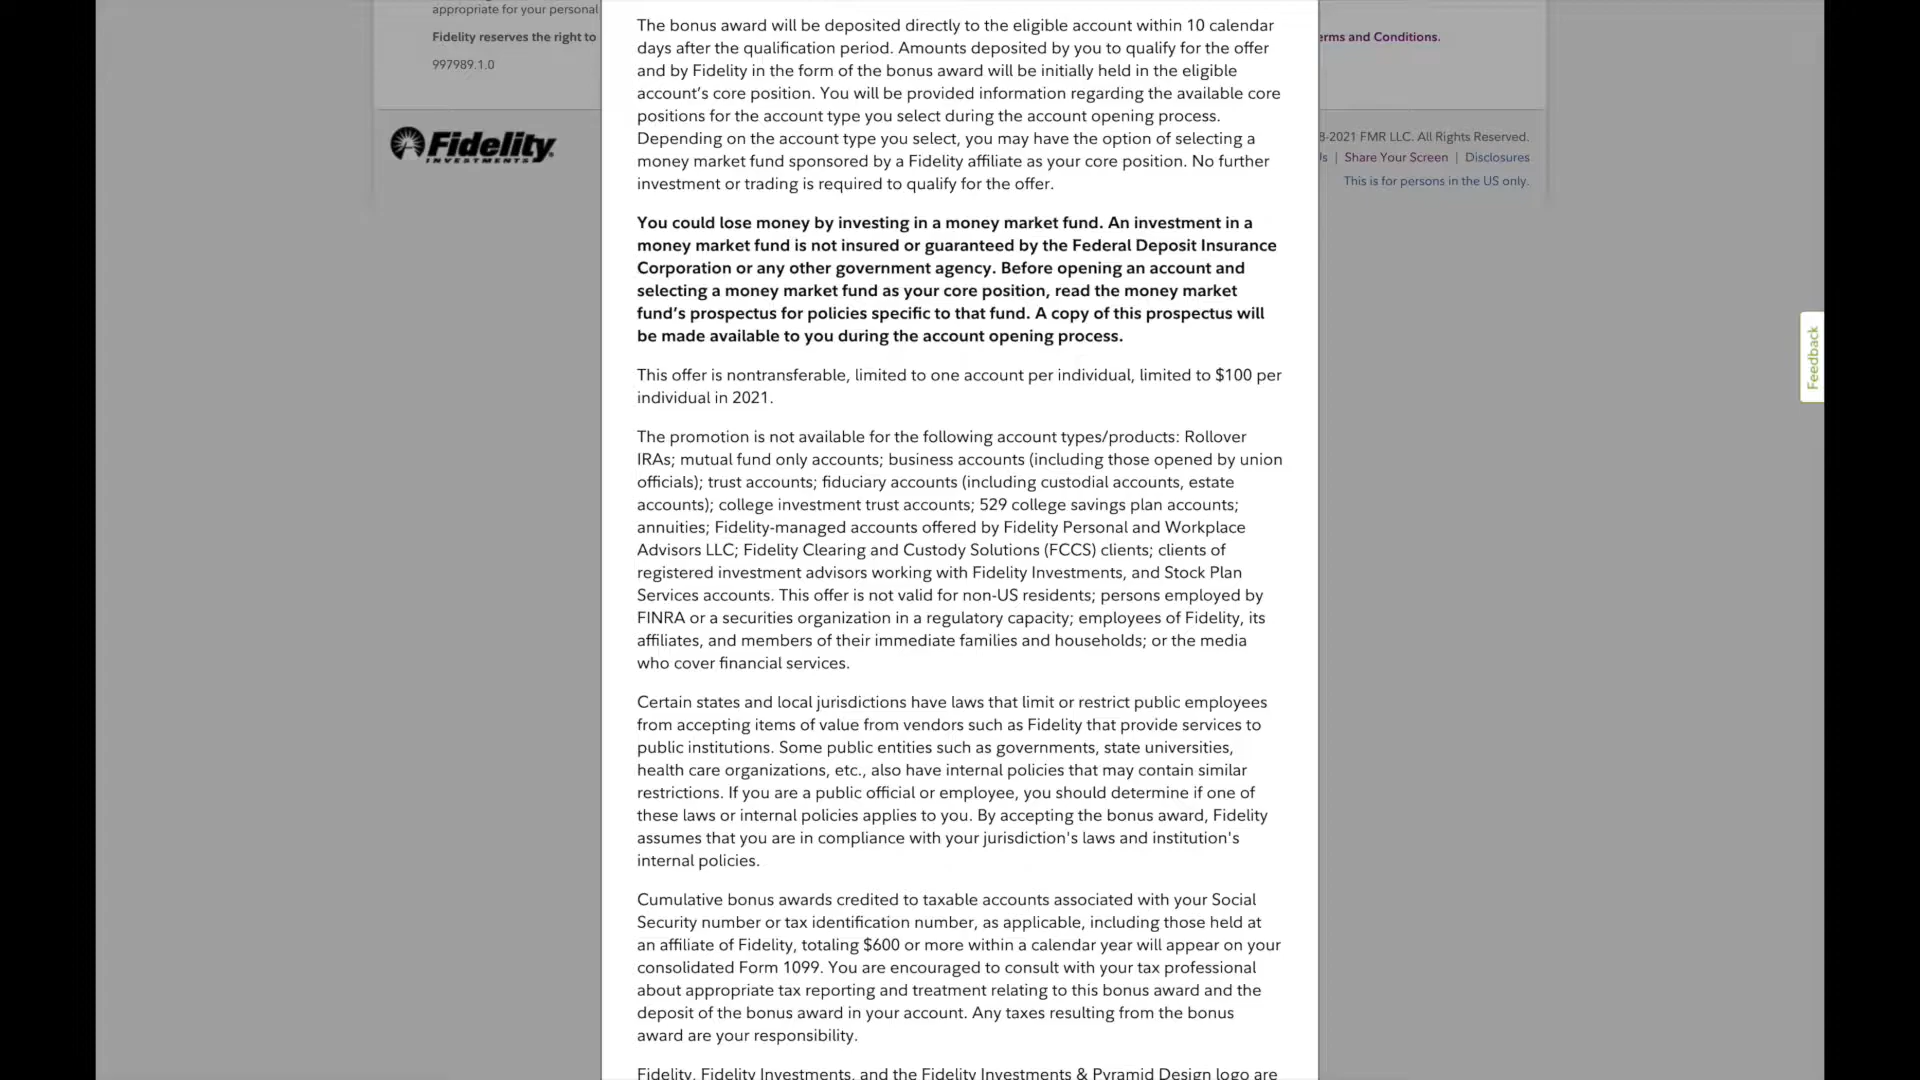 appropriate for your personal
Fidelity reserves the right to
997989.1.0
Fidelity
INVESTMENTS
The bonus award will be deposited directly to the eligible account within 10 calendar
days after the qualification period. Amounts deposited by you to qualify for the offer
and by Fidelity in the form of the bonus award will be initially held in the eligible
account’s core position. You will be provided information regarding the available core
positions for the account type you select during the account opening process.
Depending on the account type you select, you may have the option of selecting a
money market fund sponsored by a Fidelity affiliate as your core position. No further
investment or trading is required to qualify for the offer.
You could lose money by investing in a money market fund. An investment in a
money market fund is not insured or guaranteed by the Federal Deposit Insurance
Corporation or any other government agency. Before opening an account and
selecting a money market fund as your core position, read the money market
fund’s prospectus for policies specific to that fund. A copy of this prospectus will
be made available to you during the account opening process.
This offer is nontransferable, limited to one account per individual, limited to $100 per
individual in 2021.
The promotion is not available for the following account types/products: Rollover
IRAs; mutual fund only accounts; business accounts (including those opened by union
officials); trust accounts; fiduciary accounts (including custodial accounts, estate
accounts); college investment trust accounts; 529 college savings plan accounts;
annuities; Fidelity-managed accounts offered by Fidelity Personal and Workplace
Advisors LLC; Fidelity Clearing and Custody Solutions (FCCS) clients; clients of
registered investment advisors working with Fidelity Investments, and Stock Plan
Services accounts. This offer is not valid for non-US residents; persons employed by
FINRA or a securities organization in a regulatory capacity; employees of Fidelity, its
affiliates, and members of their immediate families and households; or the media
who cover financial services.
Certain states and local jurisdictions have laws that limit or restrict public employees
from accepting items of value from vendors such as Fidelity that provide services to
public institutions. Some public entities such as governments, state universities,
health care organizations, etc., also have internal policies that may contain similar
restrictions. If you are a public official or employee, you should determine if one of
these laws or internal policies applies to you. By accepting the bonus award, Fidelity
assumes that you are in compliance with your jurisdiction's laws and institution's
internal policies.
Cumulative bonus awards credited to taxable accounts associated with your Social
Security number or tax identification number, as applicable, including those held at
an affiliate of Fidelity, totaling $600 or more within a calendar year will appear on your
consolidated Form 1099. You are encouraged to consult with your tax professional
about appropriate tax reporting and treatment relating to this bonus award and the
deposit of the bonus award in your account. Any taxes resulting from the bonus
award are your responsibility.
Fidelity, Fidelity Investments, and the Fidelity Investments & Pyramid Design logo are
erms and Conditions.
8-2021 FMR LLC. All Rights Reserved.
Us | Share Your Screen | Disclosures
This is for persons in the US only.
Feedback